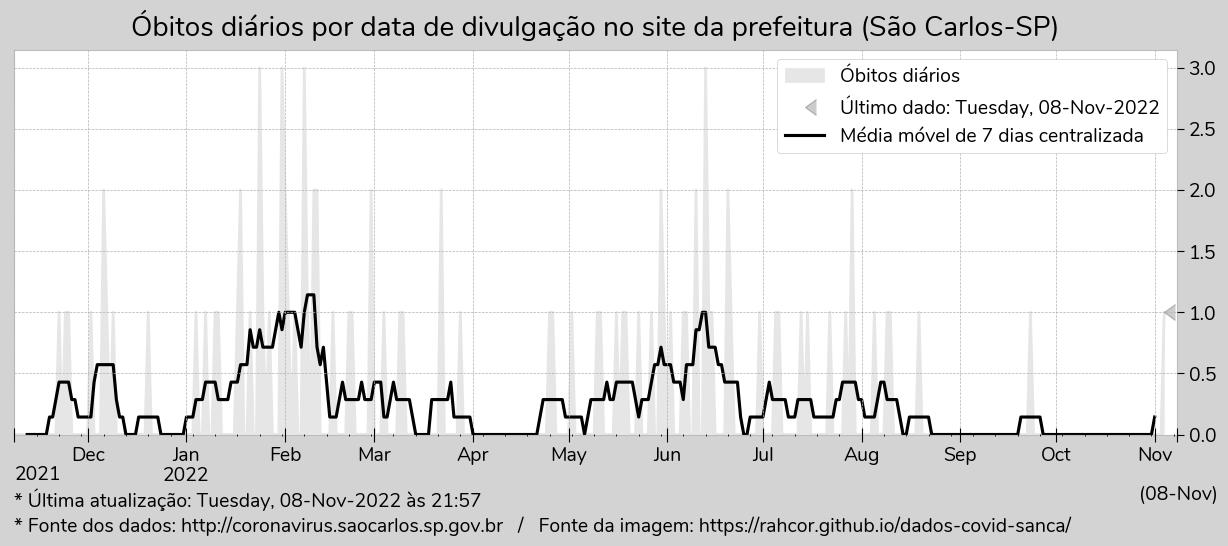 Óbitos diários por data de divulgação no site da prefeitura (São Carlos-SP)
Óbitos diários
Último dado: Tuesday, 08-Nov-2022
Média móvel de 7 dias centralizada
3.0
2.5
2.0
1.5
1.0
0.5
0.0
Dec Jan Feb Mar Apr May Jun Jul Aug Sep Oct Nov
2021 2022
(08-Nov)
* Última atualização: Tuesday, 08-Nov-2022 às 21:57
* Fonte dos dados: http://coronavirus.saocarlos.sp.gov.br / Fonte da imagem: https://rahcor.github.io/dados-covid-sanca/